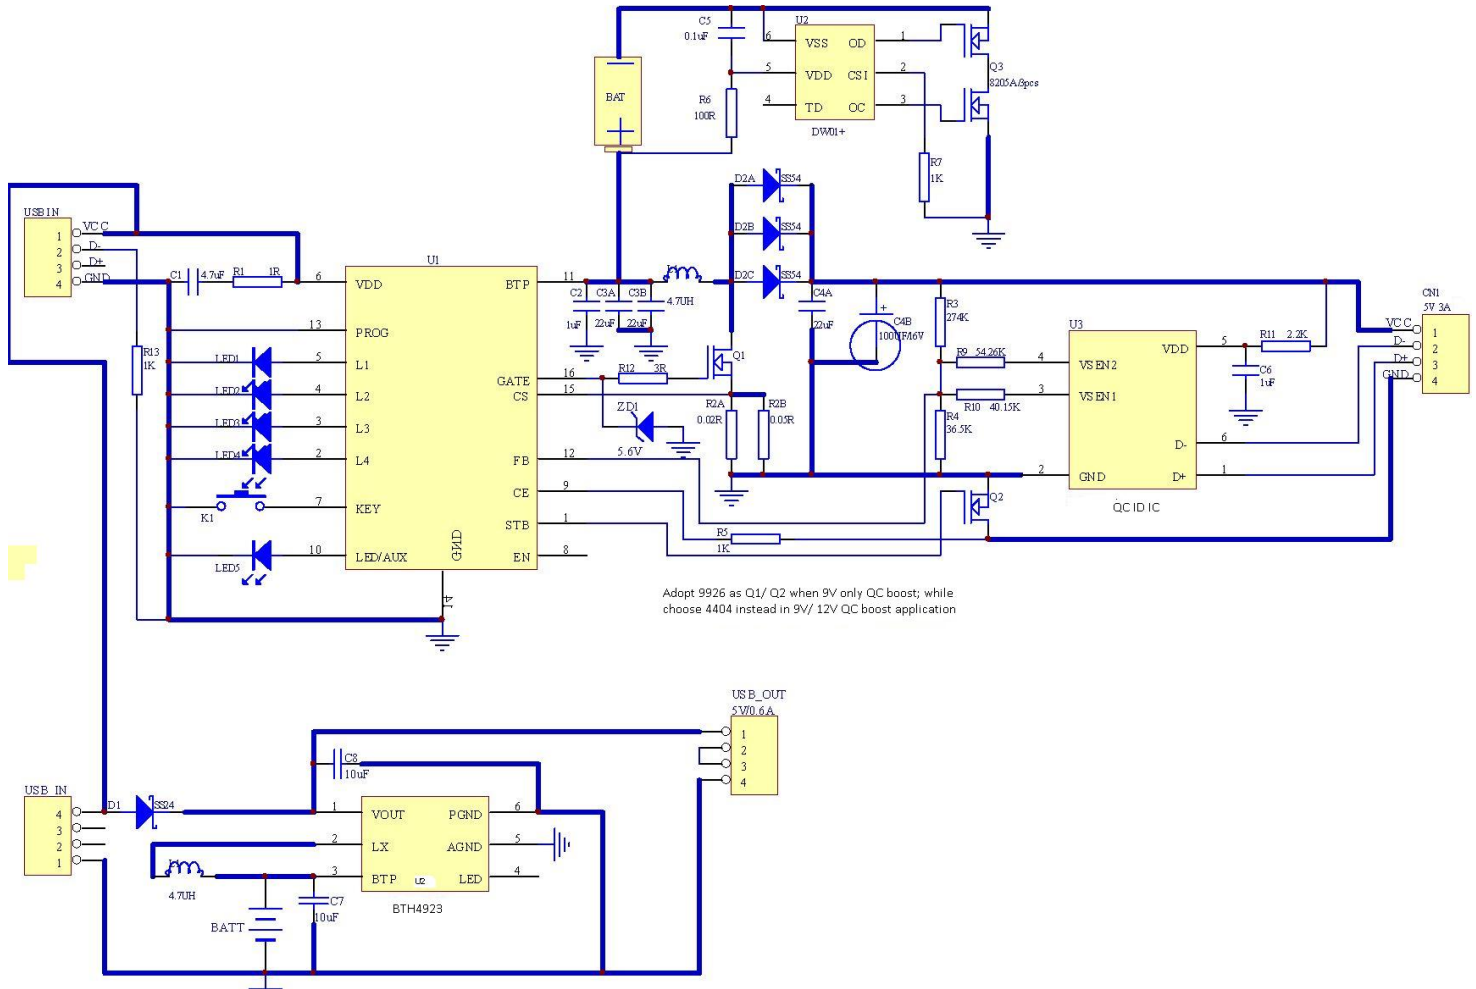 C5
0.1uF
U2
6
VSS
OD
1
5
VDD
CSI
2
4
TD
OC
3
DW01+
Q3
8205A/3pcs
BAT
R6
100R
R7
1K
D2A
SS54
D2B
SS54
D2C
SS54
USB IN
1
VCC
2
D-
3
D+
4
GND
C1
4.7uF
R1
1R
R13
1K
U1
6
VDD
13
PROG
LED1
5
L1
LED2
4
L2
LED3
3
L3
LED4
2
L4
K1
7
KEY
LED5
10
LED/AUX
GND
14
BTP
11
GATE
16
CS
15
FB
12
CE
9
STB
1
EN
8
C2
1uF
C3A
22uF
C3B
22uF
4.7UH
R12
3R
Q1
ZD1
5.6V
R2A
0.02R
R2B
0.05R
C4A
22uF
C4B
100UF/16V
R3
274K
R9
54.26K
R10
40.15K
R4
36.5K
Q2
R5
1K
U3
4
VSEN2
3
VSEN1
2
GND
VDD
5
D-
6
D+
1
QC ID IC
R11
2.2K
C6
1uF
CN1
5V 3A
VCC
1
D-
2
D+
3
GND
4
Adopt 9926 as Q1/ Q2 when 9V only QC boost; while
choose 4404 instead in 9V/ 12V QC boost application
USB_OUT
5V/0.6A
1
2
3
4
USB IN
4
3
2
1
D1
SS24
C8
10uF
1
VOUT
PGND
6
2
LX
AGND
5
3
BTP
U2
LED
4
BTH4923
4.7UH
BATT
C7
10uF